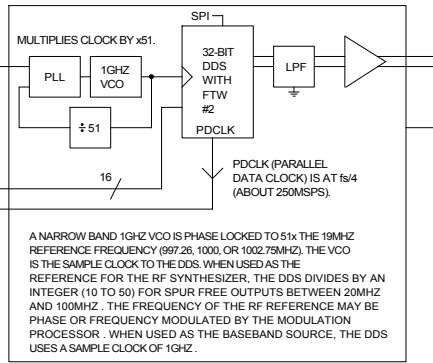 SPI
MULTIPLIES CLOCK BY x51.
PLL
1GHZ
VCO
32-BIT
DDS
WITH
FTW
#2
PDCLK
LPF
÷51
16
PDCLK (PARALLEL
DATA CLOCK) IS AT fs/4
(ABOUT 250MSPS).
A NARROW BAND 1GHZ VCO IS PHASE LOCKED TO 51x THE 19MHZ
REFERENCE FREQUENCY (997.26, 1000, OR 1002.75MHZ). THE VCO
IS THE SAMPLE CLOCK TO THE DDS. WHEN USED AS THE
REFERENCE FOR THE RF SYNTHESIZER, THE DDS DIVIDES BY AN
INTEGER (10 TO 50) FOR SPUR FREE OUTPUTS BETWEEN 20MHZ
AND 100MHZ . THE FREQUENCY OF THE RF REFERENCE MAY BE
PHASE OR FREQUENCY MODULATED BY THE MODULATION
PROCESSOR . WHEN USED AS THE BASEBAND SOURCE, THE DDS
USES A SAMPLE CLOCK OF 1GHZ .